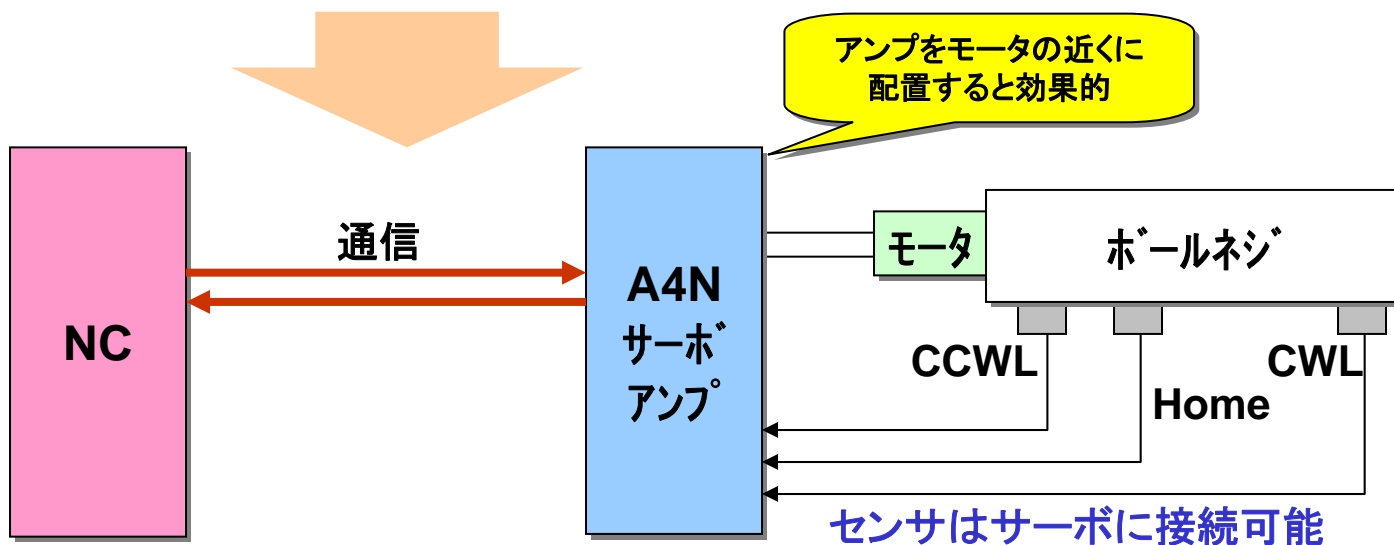 アンプをモータの近くに
配置すると効果的
通信
NC
A4N
サーボ
アンプ
モータ
ボールネジ
CCWL
Home
CWL
センサはサーボに接続可能